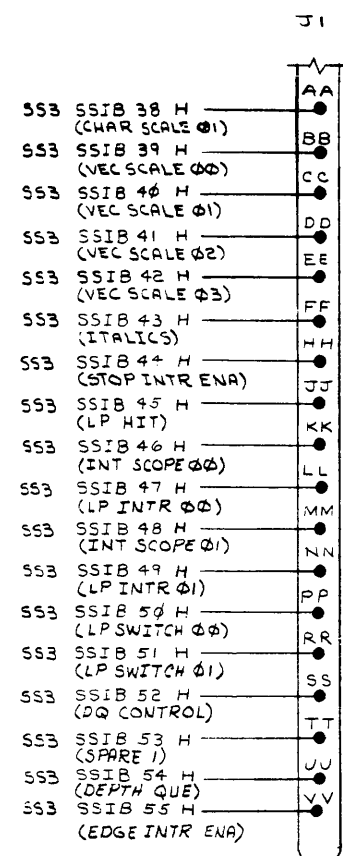 J1
AA
SS3 SSIB 38 H
(CHAR SCALE Ø1)
BB
SS3 SSIB 39 H
(VEC SCALE ØØ)
CC
SS3 SSIB 4Ø H
(VEC SCALE Ø1)
DD
SS3 SSIB 41 H
(VEC SCALE Ø2)
EE
SS3 SSIB 42 H
(VEC SCALE Ø3)
FF
SS3 SSIB 43 H
(ITALICS)
HH
SS3 SSIB 44 H
(STOP INTR ENA)
JJ
SS3 SSIB 45 H
(LP HIT)
KK
SS3 SSIB 46 H
(INT SCOPE ØØ)
LL
SS3 SSIB 47 H
(LP INTR ØØ)
MM
SS3 SSIB 48 H
(INT SCOPE Ø1)
NN
SS3 SSIB 49 H
(LP INTR Ø1)
PP
SS3 SSIB 5Ø H
(LP SWITCH ØØ)
RR
SS3 SSIB 51 H
(LP SWITCH Ø1)
SS
SS3 SSIB 52 H
(DQ CONTROL)
TT
SS3 SSIB 53 H
(SPARE 1)
UU
SS3 SSIB 54 H
(DEPTH QUE)
VV
SS3 SSIB 55 H
(EDGE INTR ENA)